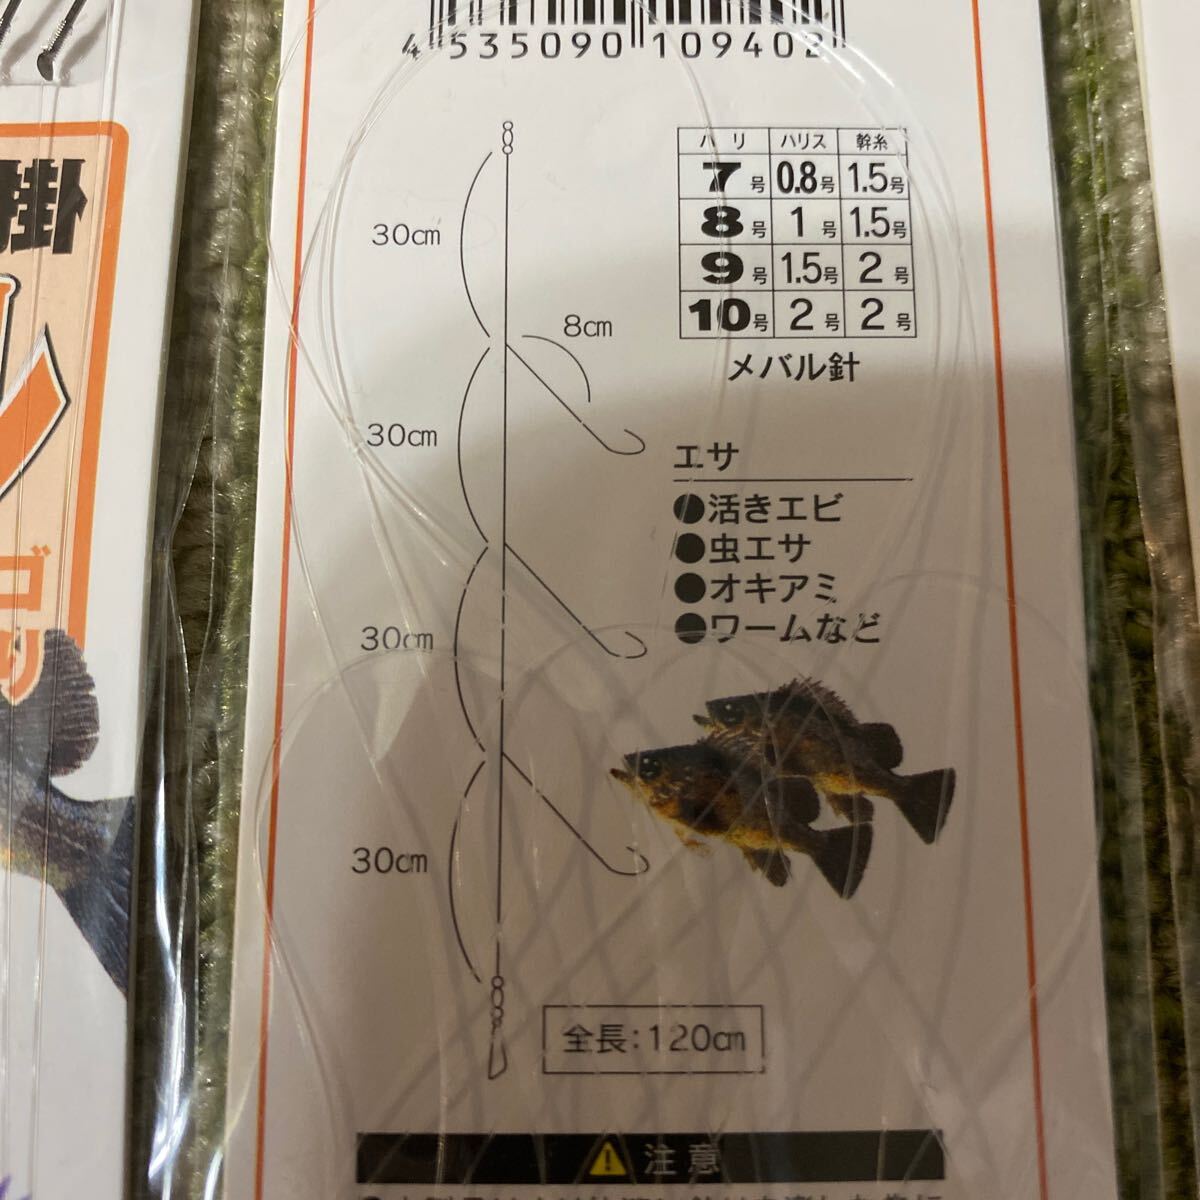 4 535090 109402
ハリ ハリス 幹糸
7号 0.8号 1.5号
8号 1号 1.5号
9号 1.5号 2号
10号 2号 2号
メバル針
30cm
8cm
30cm
30cm
30cm
エサ
●活きエビ
●虫エサ
●オキアミ
●ワームなど
全長:120cm
注意
掛